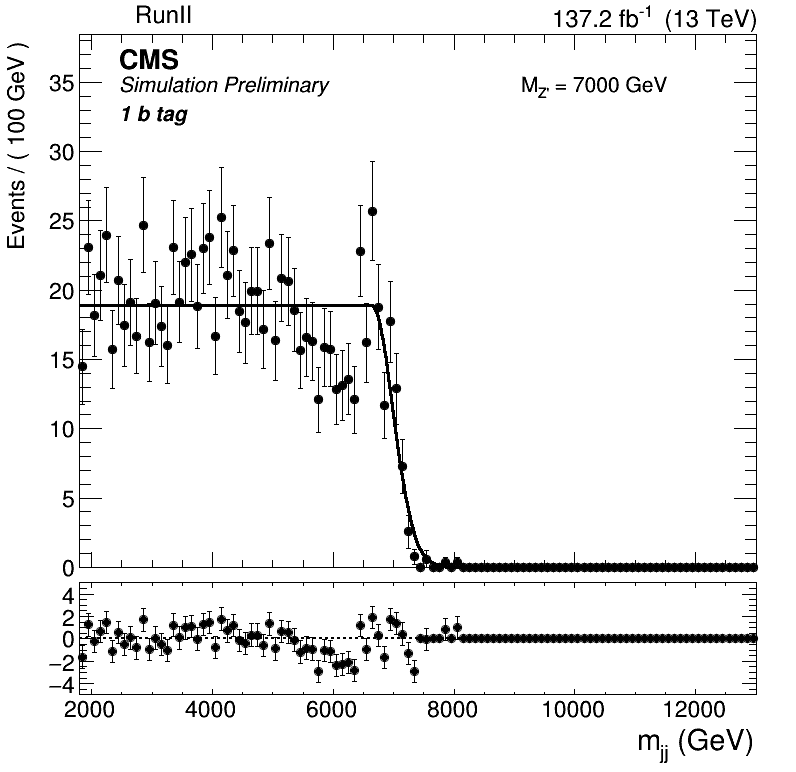 RunII 137.2 fb-1 (13 TeV)
CMS
Simulation Preliminary
1 b tag
MZ' = 7000 GeV
Events / ( 100 GeV )
35
30
25
20
15
10
5
0
4
2
0
−2
−4
2000 4000 6000 8000 10000 12000
mjj (GeV)